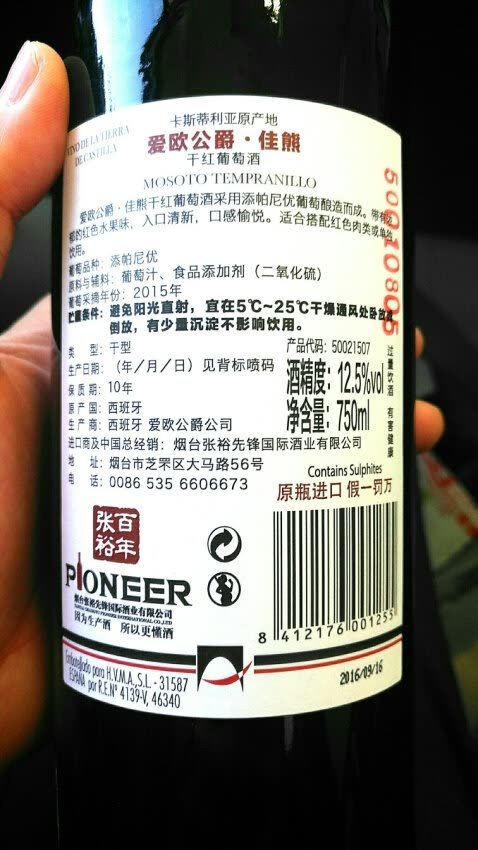 卡斯蒂利亚原产地
VINO DE LA TIERRA
DE CASTILLA
爱欧公爵·佳熊
干红葡萄酒
MOSOTO TEMPRANILLO
爱欧公爵·佳熊干红葡萄酒采用添帕尼优葡萄酿造而成。带有
郁的红色水果味，入口清新，口感愉悦。适合搭配红色肉类或单独
饮用。
葡萄品种：添帕尼优
原料与辅料：葡萄汁、食品添加剂（二氧化硫）
葡萄采摘年份：2015年
贮藏条件：避免阳光直射，宜在5℃~25℃干燥通风处卧放或
倒放，有少量沉淀不影响饮用。
类 型：干型
生产日期：（年／月／日）见背标喷码
保 质 期：10年
原 产 国：西班牙
生 产 商：西班牙 爱欧公爵公司
进口商及中国总经销：烟台张裕先锋国际酒业有限公司
地 址：烟台市芝罘区大马路56号
电 话：0086 535 6606673
产品代码：50021507
酒精度：12.5%vol
净含量：750ml
过量饮酒 有害健康
50010805
Contains Sulphites
原瓶进口 假一罚万
百年
张裕
PIONEER
烟台张裕先锋国际酒业有限公司
YANTAI CHANGYU PIONEER INTERNATIONAL CO.,LTD
因为生产酒 所以更懂酒
8 412176 001255
Embotellado para H.V.M.A.,S.L - 31587
ESPAÑA por R.E.Nº 4139-V, 46340
2016/09/16